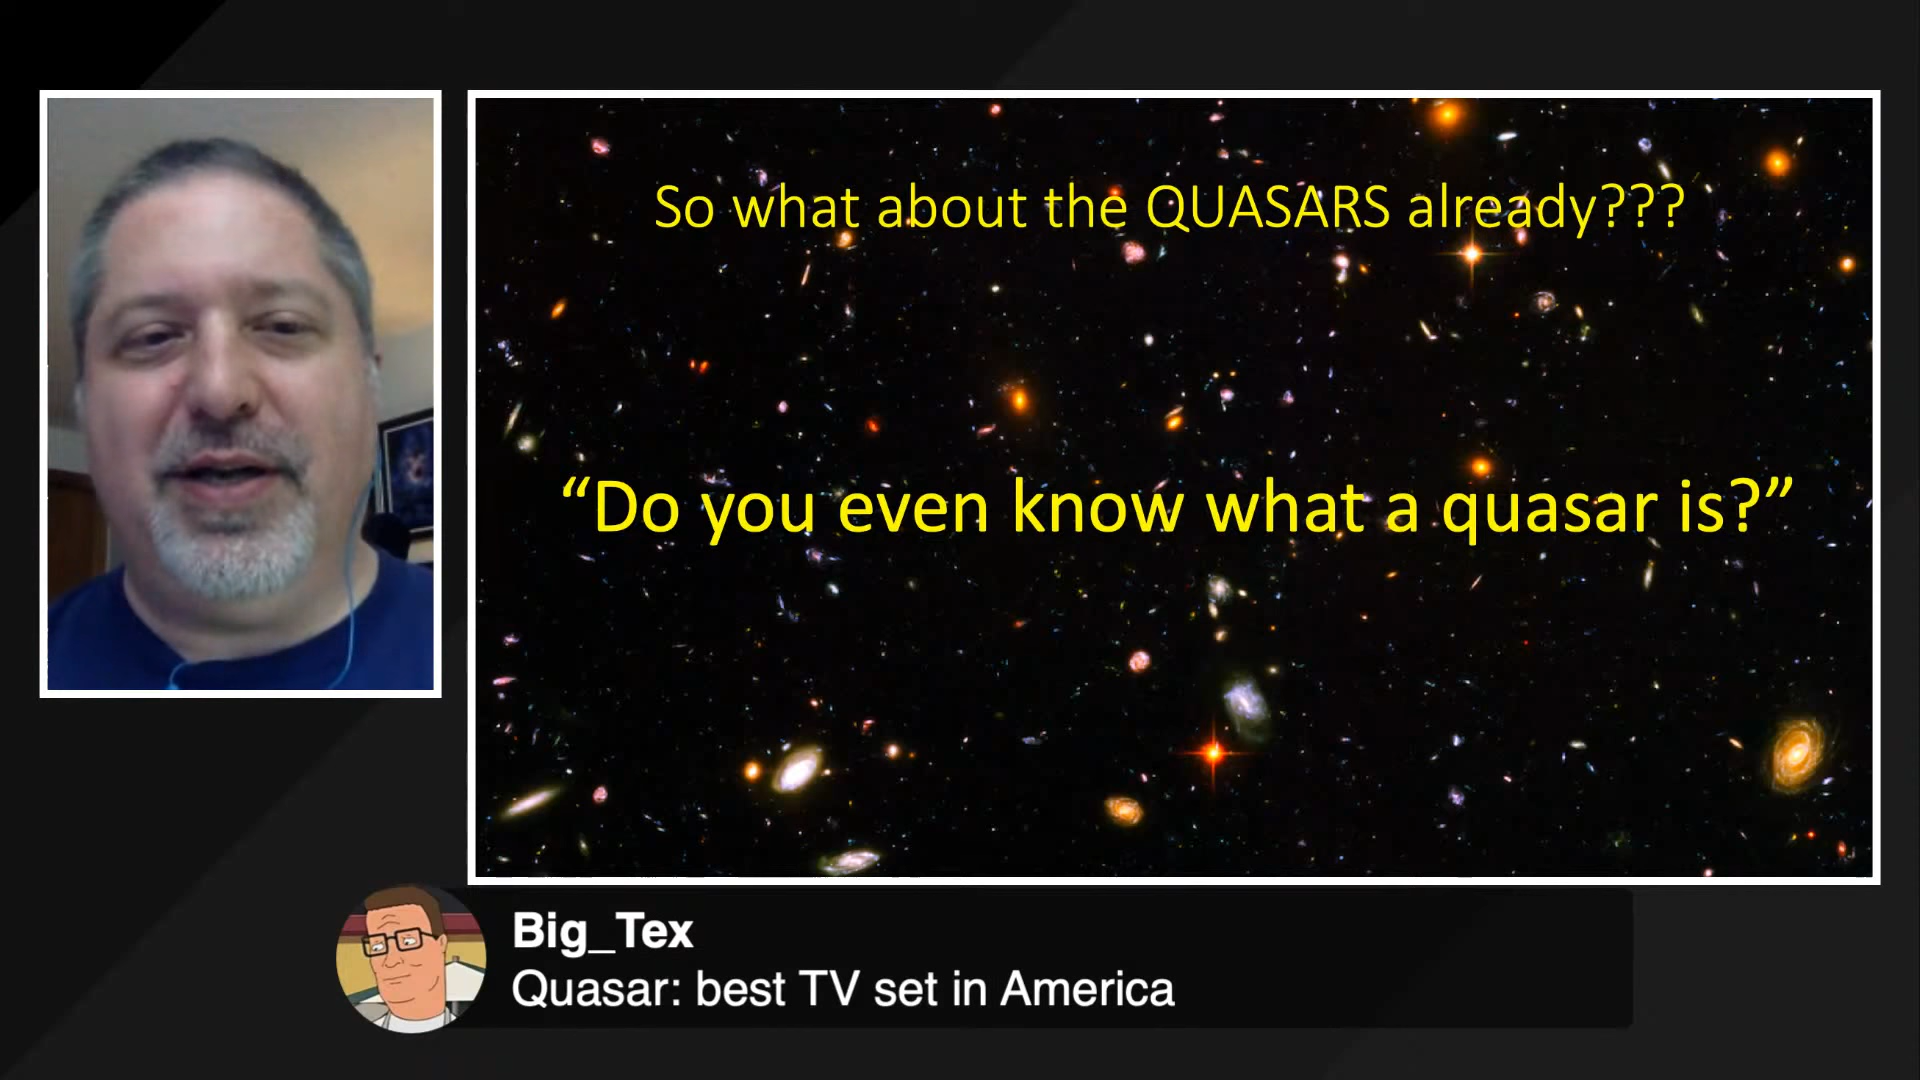 So what about the QUASARS already???
“Do you even know what a quasar is?”
Big_Tex
Quasar: best TV set in America